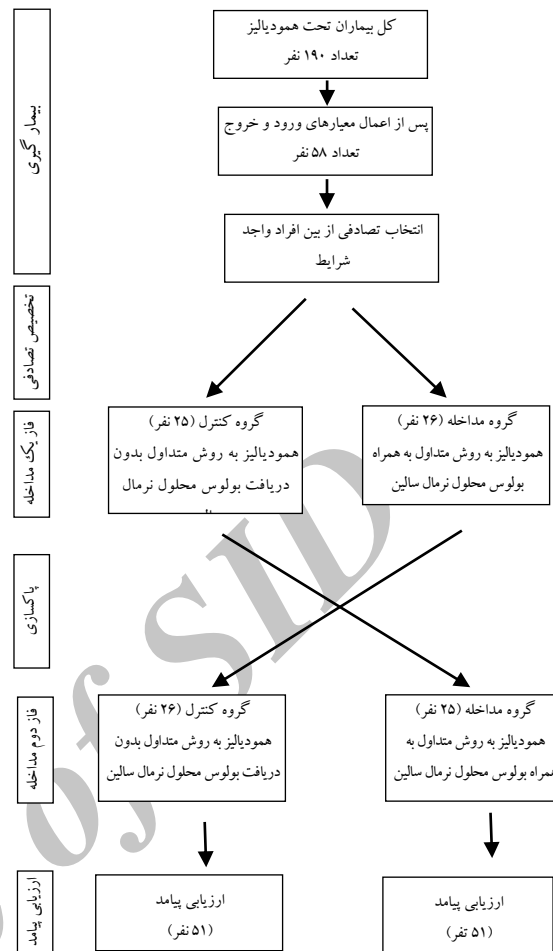 بیمار گیری
کل بیماران تحت همودیالیز
تعداد ۱۹۰ نفر
پس از اعمال معیارهای ورود و خروج
تعداد ۵۸ نفر
انتخاب تصادفی از بین افراد واجد
شرایط
تخصیص تصادفی
فاز یک مداخله
گروه مداخله (۲۶ نفر)
همودیالیز به روش متداول به همراه
بولوس محلول نرمال سالین
گروه کنترل (۲۵ نفر)
همودیالیز به روش متداول بدون
دریافت بولوس محلول نرمال
پاکسازی
فاز دوم مداخله
گروه مداخله (۲۵ نفر)
همودیالیز به روش متداول به
همراه بولوس محلول نرمال سالین
گروه کنترل (۲۶ نفر)
همودیالیز به روش متداول بدون
دریافت بولوس محلول نرمال سالین
ارزیابی پیامد
ارزیابی پیامد
(۵۱ نفر)
ارزیابی پیامد
(۵۱ نفر)
of SID